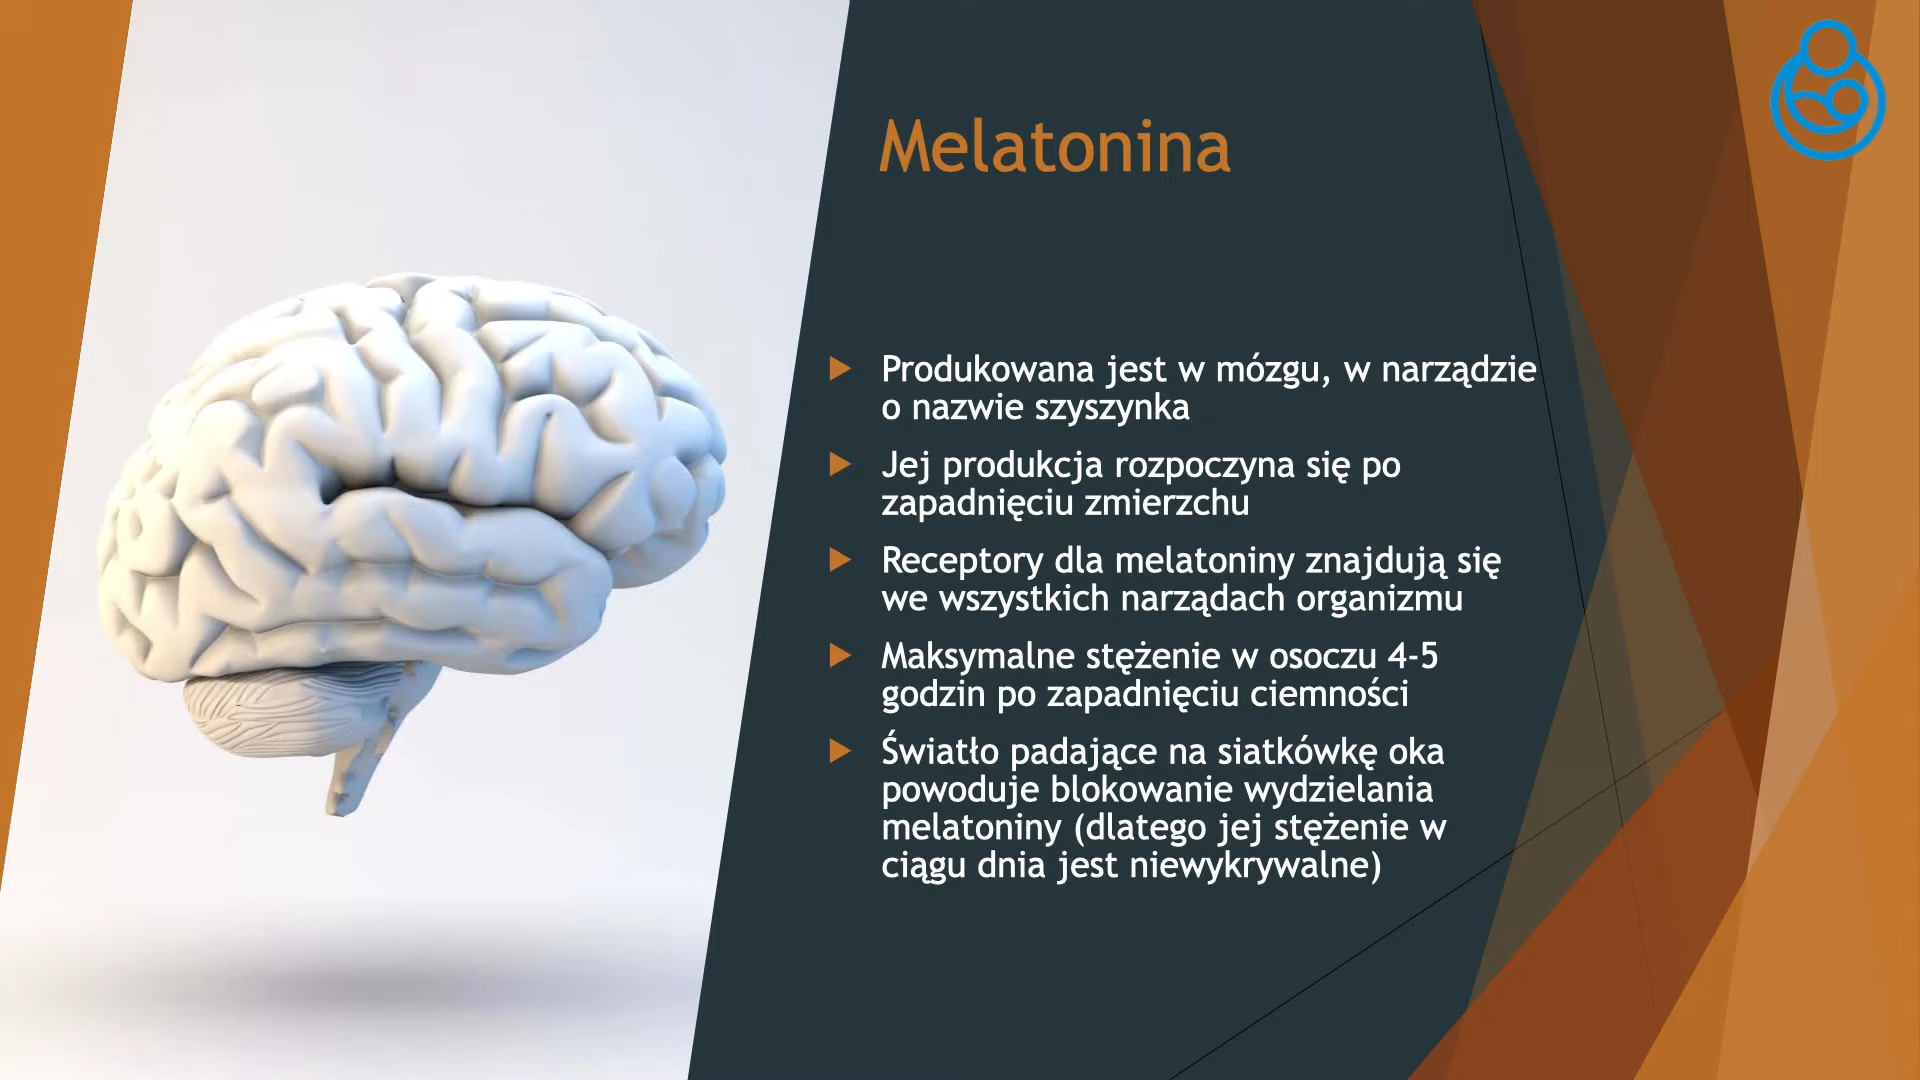 Melatonina
Produkowana jest w mózgu, w narządzie
o nazwie szyszynka
Jej produkcja rozpoczyna się po
zapadnięciu zmierzchu
Receptory dla melatoniny znajdują się
we wszystkich narządach organizmu
Maksymalne stężenie w osoczu 4-5
godzin po zapadnięciu ciemności
Światło padające na siatkówkę oka
powoduje blokowanie wydzielania
melatoniny (dlatego jej stężenie w
ciągu dnia jest niewykrywalne)